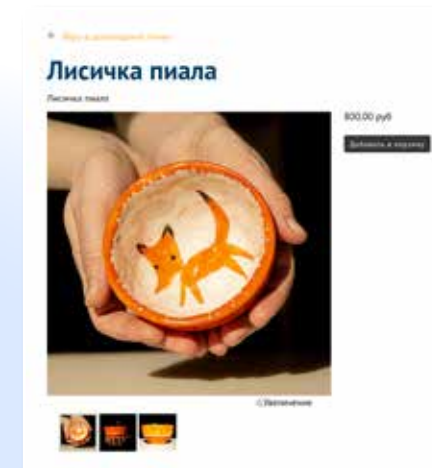 Лисичка пиала
Лисичка пиала
800,00 руб
Добавить в корзину
Увеличение